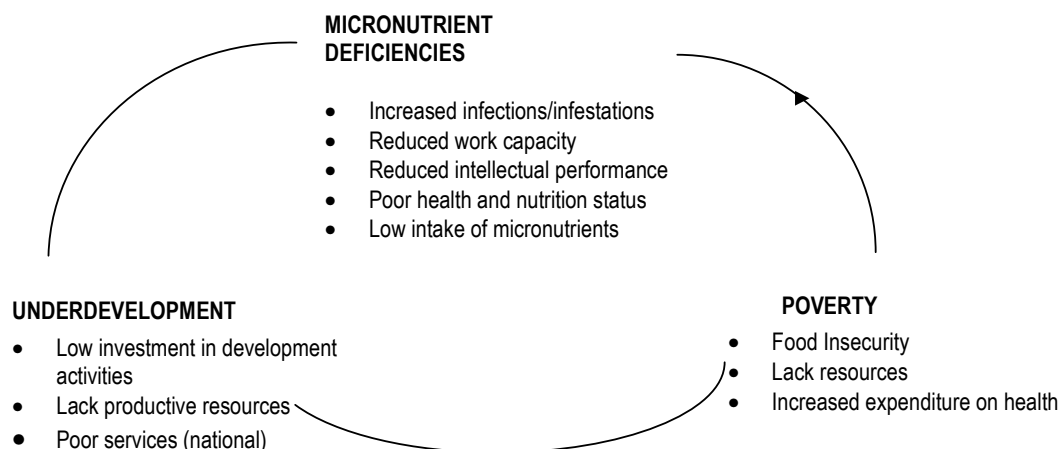 MICRONUTRIENT
DEFICIENCIES
• Increased infections/infestations
• Reduced work capacity
• Reduced intellectual performance
• Poor health and nutrition status
• Low intake of micronutrients
UNDERDEVELOPMENT
• Low investment in development
activities
• Lack productive resources
• Poor services (national)
POVERTY
• Food Insecurity
• Lack resources
• Increased expenditure on health